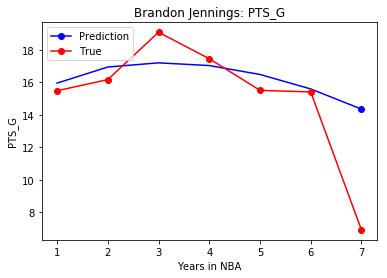 Brandon Jennings: PTS_G
Prediction
True
18
16
14
12
10
8
PTS_G
1 2 3 4 5 6 7
Years in NBA